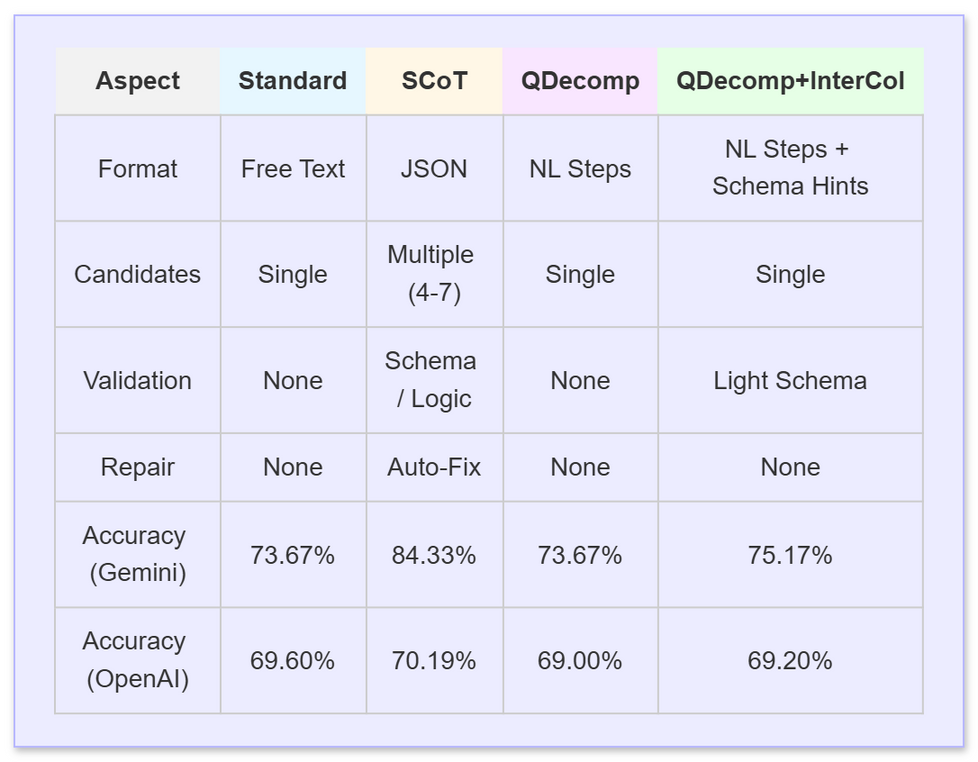 Aspect Standard SCoT QDecomp QDecomp+InterCol
Format Free Text JSON NL Steps NL Steps +
Schema Hints
Candidates Single Multiple
(4-7) Single Single
Validation None Schema
/ Logic None Light Schema
Repair None Auto-Fix None None
Accuracy
(Gemini) 73.67% 84.33% 73.67% 75.17%
Accuracy
(OpenAI) 69.60% 70.19% 69.00% 69.20%